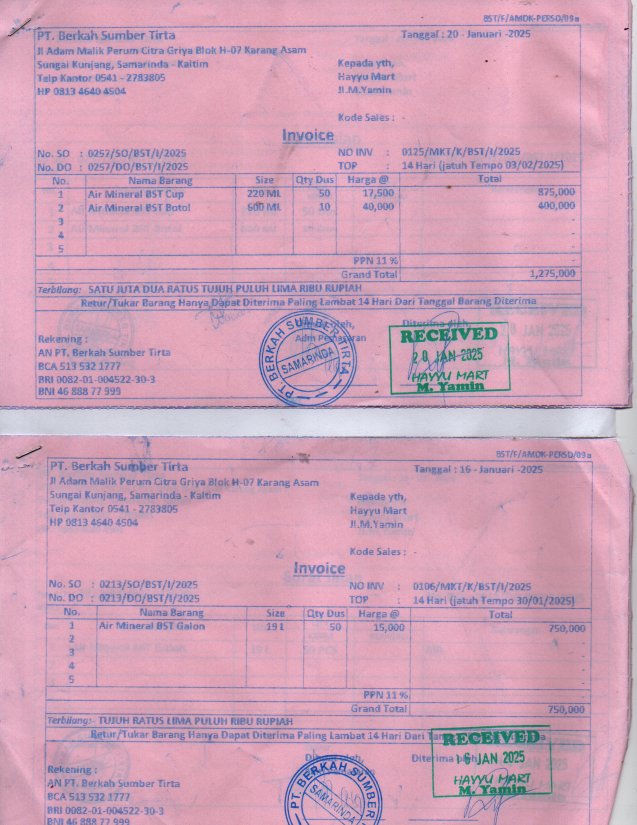 BST/F/AMDK-PERSO/09a
PT. Berkah Sumber Tirta
Tanggal : 20 - Januari -2025
Jl Adam Malik Perum Citra Griya Blok H-07 Karang Asam
Sungai Kunjang, Samarinda - Kaltim
Kepada yth,
Telp Kantor 0541 - 2783805
Hayyu Mart
HP 0813 4640 4504
Jl.M.Yamin
Kode Sales : -
Invoice
No. SO : 0257/SO/BST/I/2025
NO INV : 0125/MKT/K/BST/I/2025
No. DO : 0257/DO/BST/I/2025
TOP : 14 Hari (jatuh Tempo 03/02/2025)
No. Nama Barang Size Qty Dus Harga @ Total
1 Air Mineral BST Cup 220 ML 50 17,500 875,000
2 Air Mineral BST Botol 600 ML 10 40,000 400,000
3 -
4 -
5 -
PPN 11 % -
Grand Total 1,275,000
Terbilang: SATU JUTA DUA RATUS TUJUH PULUH LIMA RIBU RUPIAH
Retur/Tukar Barang Hanya Dapat Diterima Paling Lambat 14 Hari Dari Tanggal Barang Diterima
Diterima oleh,
Rekening :
AN PT. Berkah Sumber Tirta
BCA 513 532 1777
BRI 0082-01-004522-30-3
BNI 46 888 77 999
PT. BERKAH SUMBER TIRTA
SAMARINDA
RECEIVED
20 JAN 2025
HAYYU MART
M. Yamin
BST/F/AMDK-PERSO/09a
PT. Berkah Sumber Tirta
Tanggal : 16 - Januari -2025
Jl Adam Malik Perum Citra Griya Blok H-07 Karang Asam
Sungai Kunjang, Samarinda - Kaltim
Kepada yth,
Telp Kantor 0541 - 2783805
Hayyu Mart
HP 0813 4640 4504
Jl.M.Yamin
Kode Sales : -
Invoice
No. SO : 0213/SO/BST/I/2025
NO INV : 0106/MKT/K/BST/I/2025
No. DO : 0213/DO/BST/I/2025
TOP : 14 Hari (jatuh Tempo 30/01/2025)
No. Nama Barang Size Qty Dus Harga @ Total
1 Air Mineral BST Galon 19 L 50 15,000 750,000
2 -
3 -
4 -
5 -
PPN 11 % -
Grand Total 750,000
Terbilang: TUJUH RATUS LIMA PULUH RIBU RUPIAH
Retur/Tukar Barang Hanya Dapat Diterima Paling Lambat 14 Hari Dari
Diterima oleh,
Rekening :
AN PT. Berkah Sumber Tirta
BCA 513 532 1777
BRI 0082-01-004522-30-3
BNI 46 888 77 999
PT. BERKAH SUMBER
SAMARINDA
RECEIVED
6 JAN 2025
HAYYU MART
M. Yamin